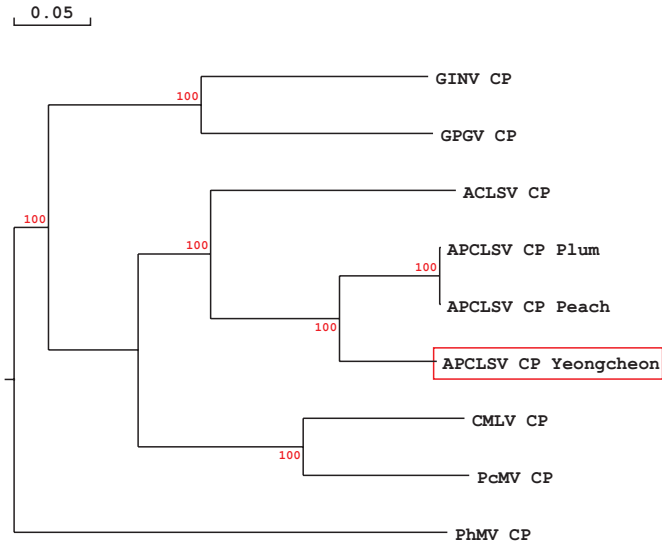 0.05
GINV CP
100
GPGV CP
ACLSV CP
100
100
APCLSV CP Plum
100
APCLSV CP Peach
100
APCLSV CP Yeongcheon
CMLV CP
100
PcMV CP
PhMV CP